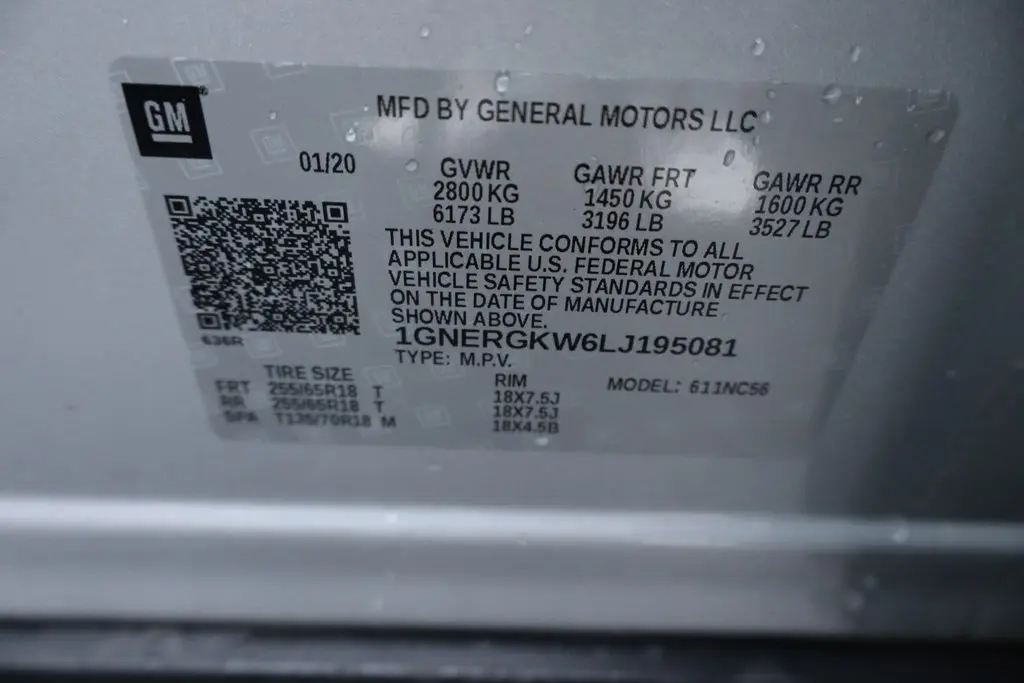 GM
MFD BY GENERAL MOTORS LLC
01/20
GVWR GAWR FRT GAWR RR
2800 KG 1450 KG 1600 KG
6173 LB 3196 LB 3527 LB
THIS VEHICLE CONFORMS TO ALL
APPLICABLE U.S. FEDERAL MOTOR
VEHICLE SAFETY STANDARDS IN EFFECT
ON THE DATE OF MANUFACTURE
SHOWN ABOVE.
636R
1GNERGKW6LJ195081
TYPE: M.P.V.
TIRE SIZE RIM MODEL: 611NC56
FRT 255/65R18 T 18X7.5J
RR 255/65R18 T 18X7.5J
SPA T135/70R18 M 18X4.5B